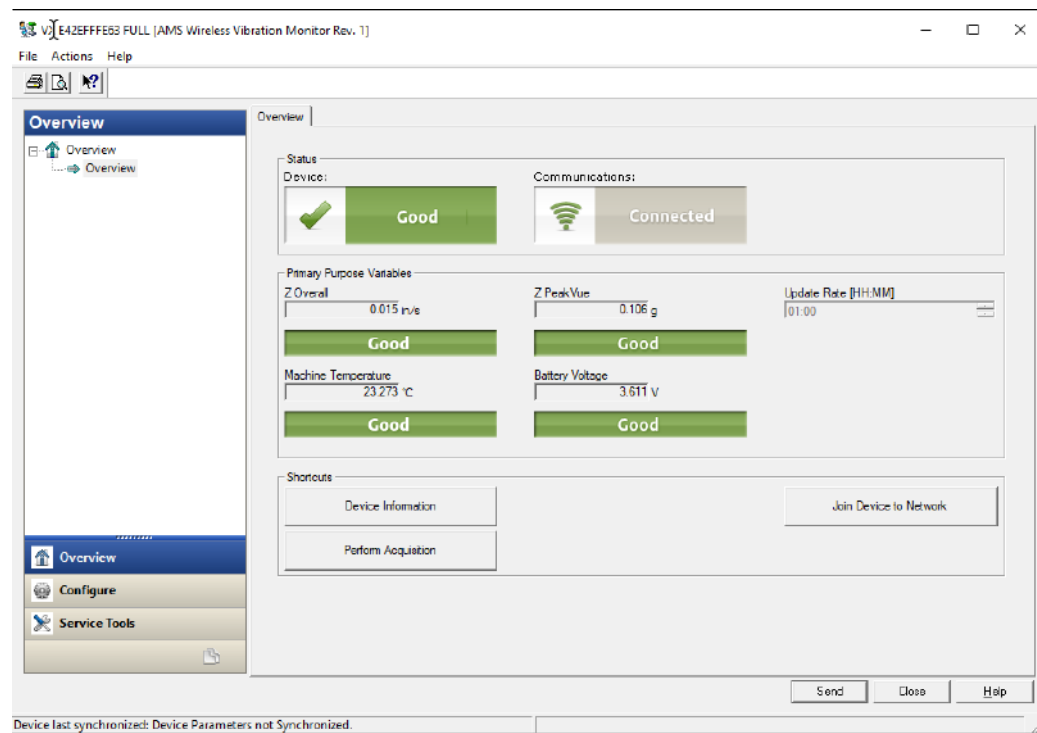 E42EFFFE63 FULL [AMS Wireless Vibration Monitor Rev. 1]
File Actions Help
Overview
Overview
Overview
Overview
Status
Device:
Communications:
Good
Connected
Primary Purpose Variables
Z Overall
Z PeakVue
Update Rate [HH:MM]
0.015 in/s
0.106 g
01:00
Good
Good
Machine Temperature
Battery Voltage
23.273 °C
3.611 V
Good
Good
Shortcuts
Device Information
Join Device to Network
Perform Acquisition
Overview
Configure
Service Tools
Send
Close
Help
Device last synchronized: Device Parameters not Synchronized.